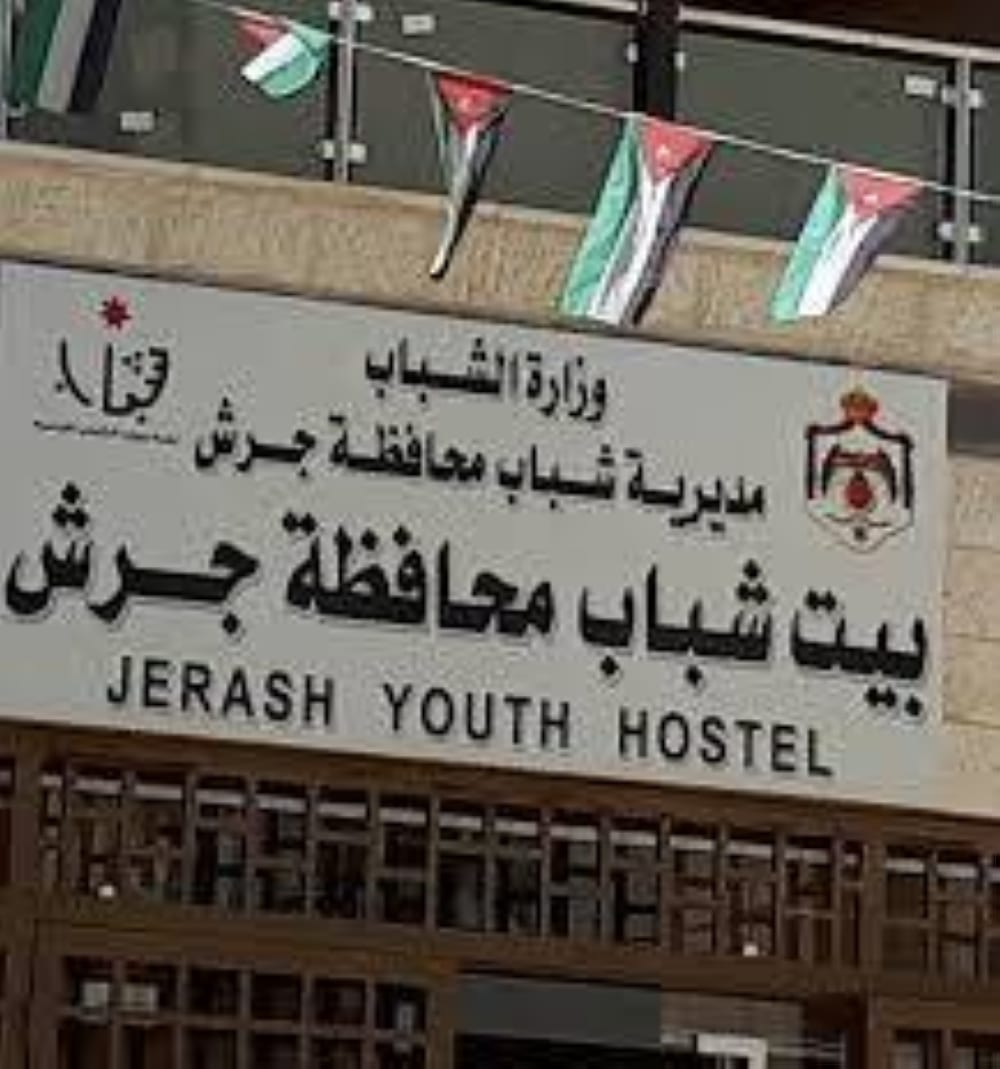 وزارة الشباب
مديرية شباب محافظة جرش
بيت شباب محافظة جرش
JERASH YOUTH HOSTEL